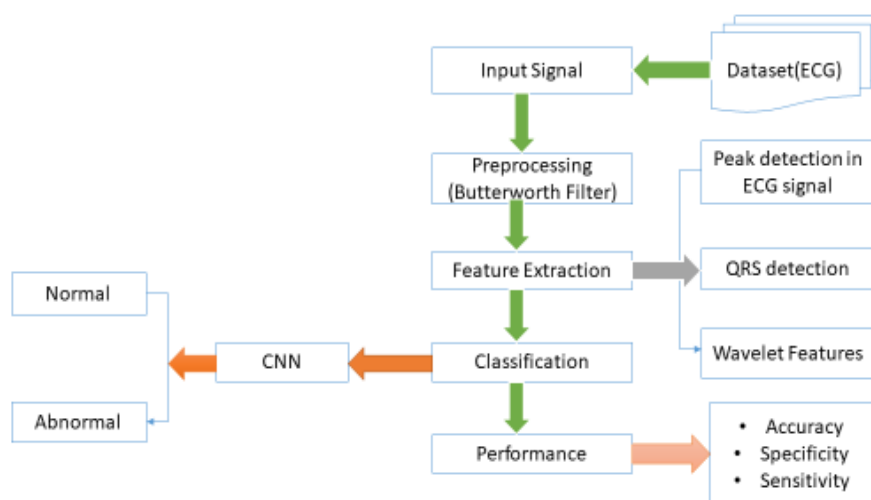 Input Signal
Dataset(ECG)
Preprocessing
(Butterworth Filter)
Peak detection in
ECG signal
Feature Extraction
QRS detection
Normal
CNN
Classification
Wavelet Features
Abnormal
Performance
• Accuracy
• Specificity
• Sensitivity